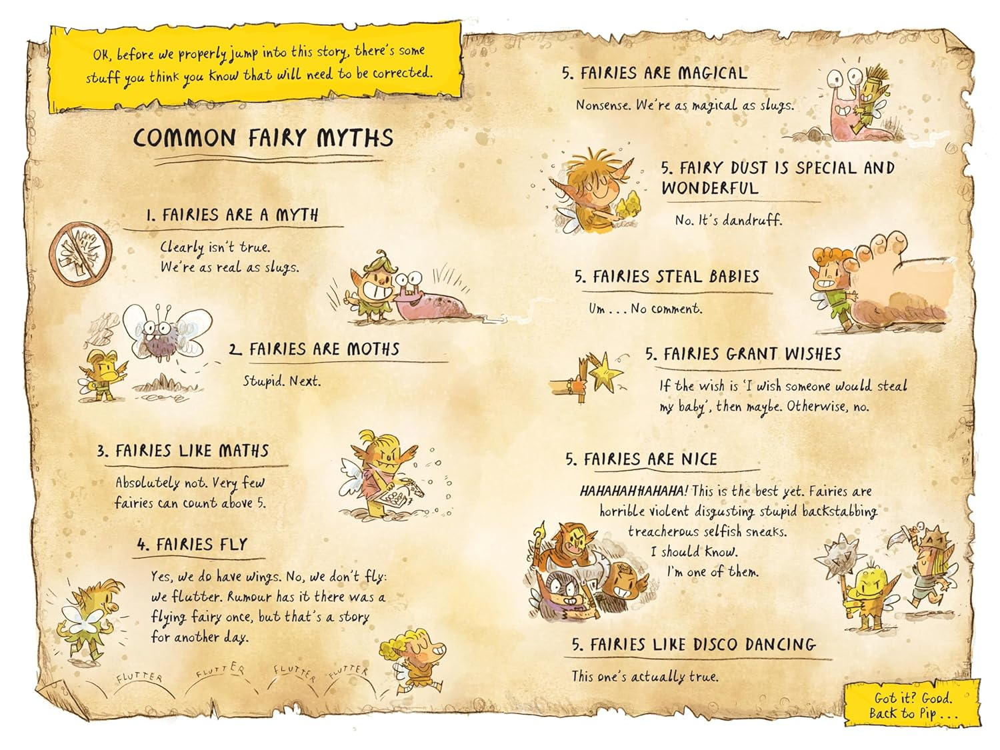 OK, before we properly jump into this story, there's some
stuff you think you know that will need to be corrected.
COMMON FAIRY MYTHS
1. FAIRIES ARE A MYTH
Clearly isn't true.
We're as real as slugs.
2 FAIRIES ARE MOTHS
Stupid. Next.
3. FAIRIES LIKE MATHS
Absolutely not. Very few
fairies can count above 5.
4. FAIRIES FLY
Yes, we do have wings. No, we don't fly:
we flutter. Rumour has it there was a
flying fairy once, but that's a story
for another day.
FLUTTER FLUTTER FLUTTER FLUTTER
5. FAIRIES ARE MAGICAL
Nonsense. We're as magical as slugs.
5. FAIRY DUST IS SPECIAL AND
WONDERFUL
No. It's dandruff.
5. FAIRIES STEAL BABIES
Um ... No comment.
5. FAIRIES GRANT WISHES
If the wish is 'I wish someone would steal
my baby', then maybe. Otherwise, no.
5. FAIRIES ARE NICE
HAHAHAHHAHAHA! This is the best yet. Fairies are
horrible violent disgusting stupid backstabbing
treacherous selfish sneaks.
I should know.
I'm one of them.
5. FAIRIES LIKE DISCO DANCING
This one's actually true.
Got it? Good.
Back to Pip ...